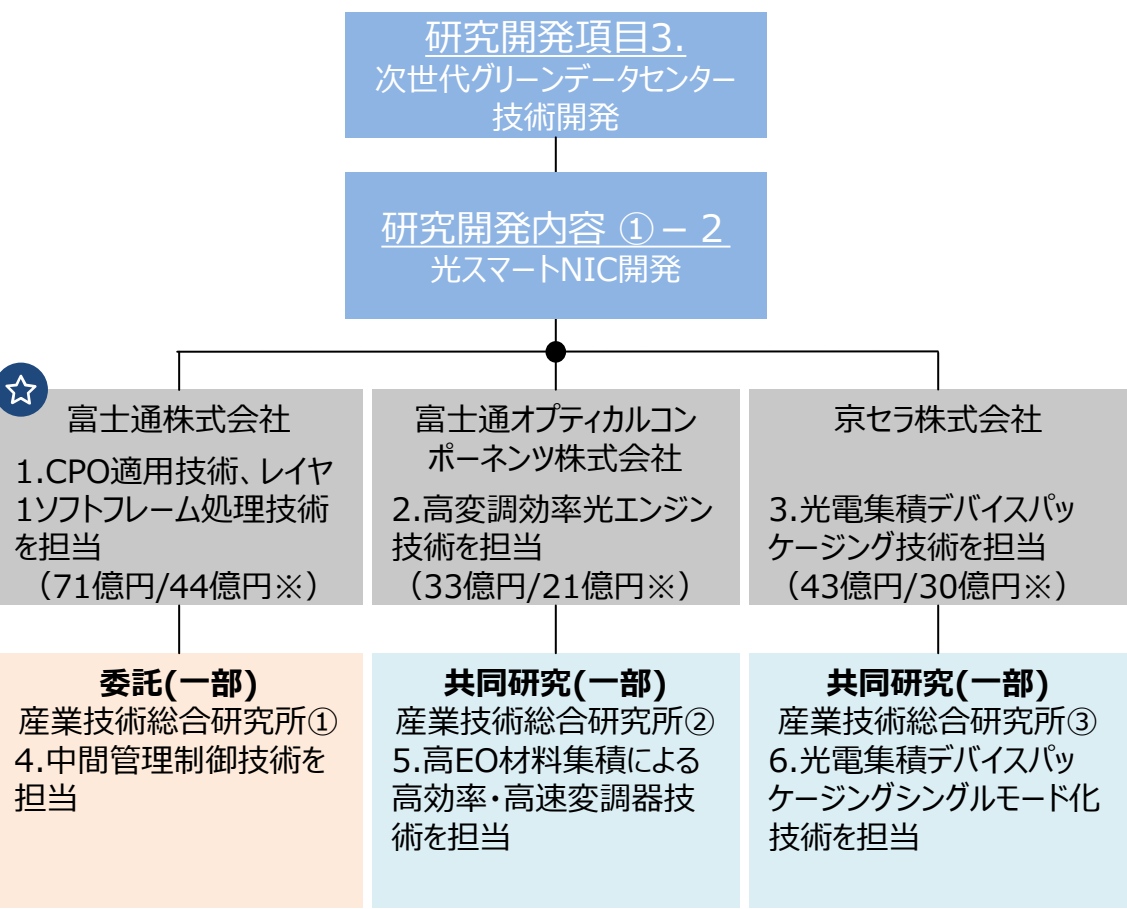 研究開発項目3.
次世代グリーンデータセンター
技術開発
研究開発内容 ①－2
光スマートNIC開発
富士通株式会社
1.CPO適用技術、レイヤ
1ソフトフレーム処理技術
を担当
（71億円/44億円※）
富士通オプティカルコン
ポーネンツ株式会社
2.高変調効率光エンジン
技術を担当
（33億円/21億円※）
京セラ株式会社
3.光電集積デバイスパッ
ケージング技術を担当
（43億円/30億円※）
委託(一部)
産業技術総合研究所①
4.中間管理制御技術を
担当
共同研究(一部)
産業技術総合研究所②
5.高EO材料集積による
高効率・高速変調器技
術を担当
共同研究(一部)
産業技術総合研究所③
6.光電集積デバイスパッ
ケージングシングルモード化
技術を担当